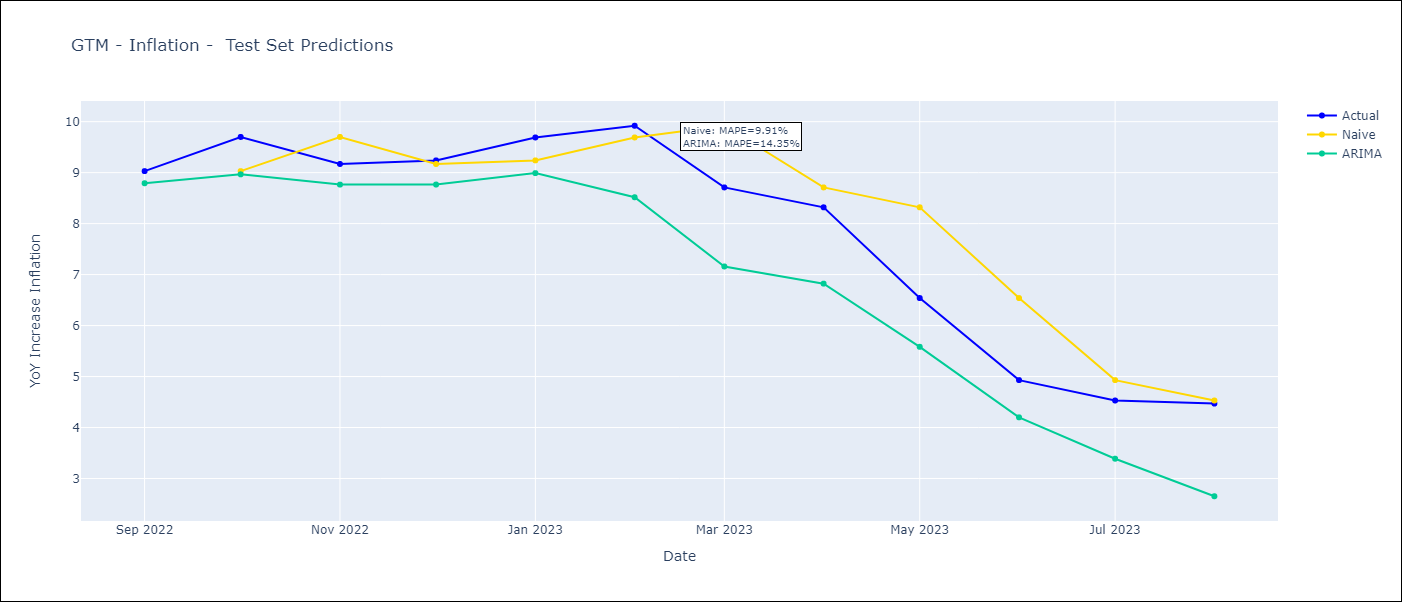 GTM - Inflation -  Test Set Predictions
Actual
Naive
ARIMA
Naive: MAPE=9.91%
ARIMA: MAPE=14.35%
YoY Increase Inflation
10
9
8
7
6
5
4
3
Sep 2022
Nov 2022
Jan 2023
Mar 2023
May 2023
Jul 2023
Date